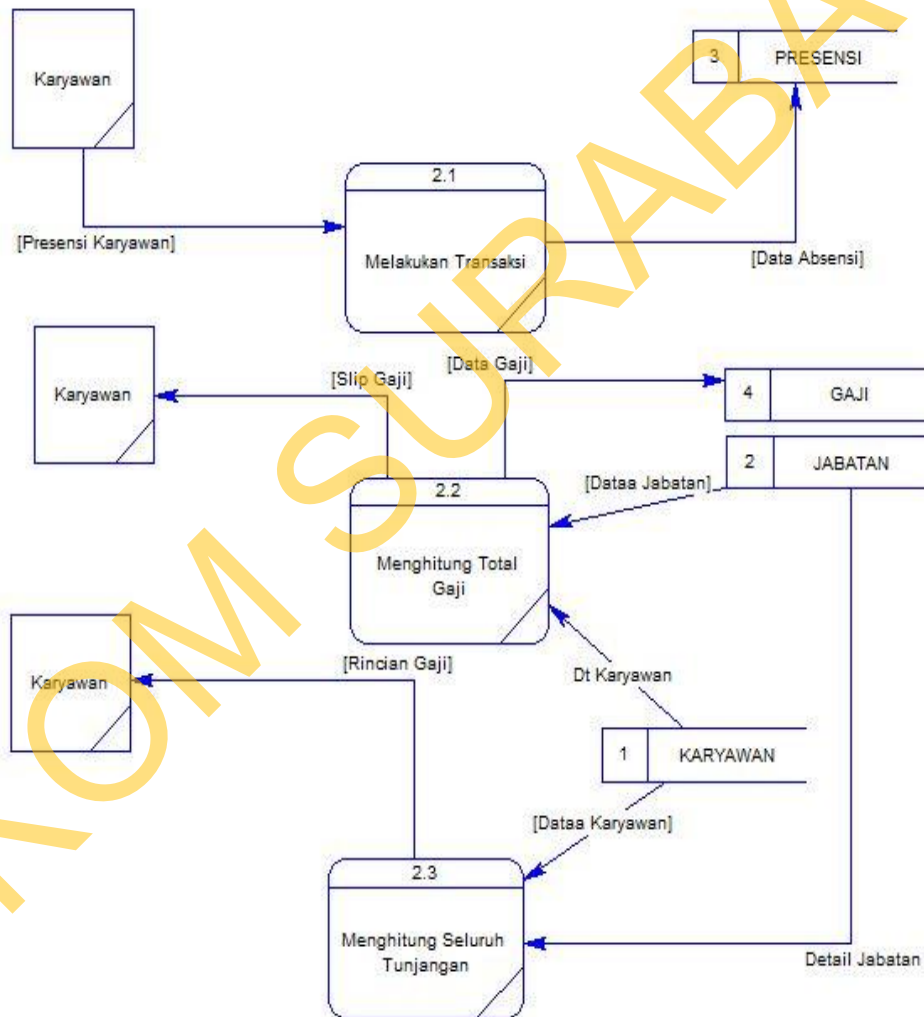 Karyawan
3 PRESENSI
2.1
[Presensi Karyawan]
Melakukan Transaksi
[Data Absensi]
[Data Gaji]
[Slip Gaji]
Karyawan
4 GAJI
2 JABATAN
[Dataa Jabatan]
2.2
Menghitung Total
Gaji
[Rincian Gaji]
Dt Karyawan
Karyawan
1 KARYAWAN
[Dataa Karyawan]
2.3
Menghitung Seluruh
Tunjangan
Detail Jabatan
KOM SURABA